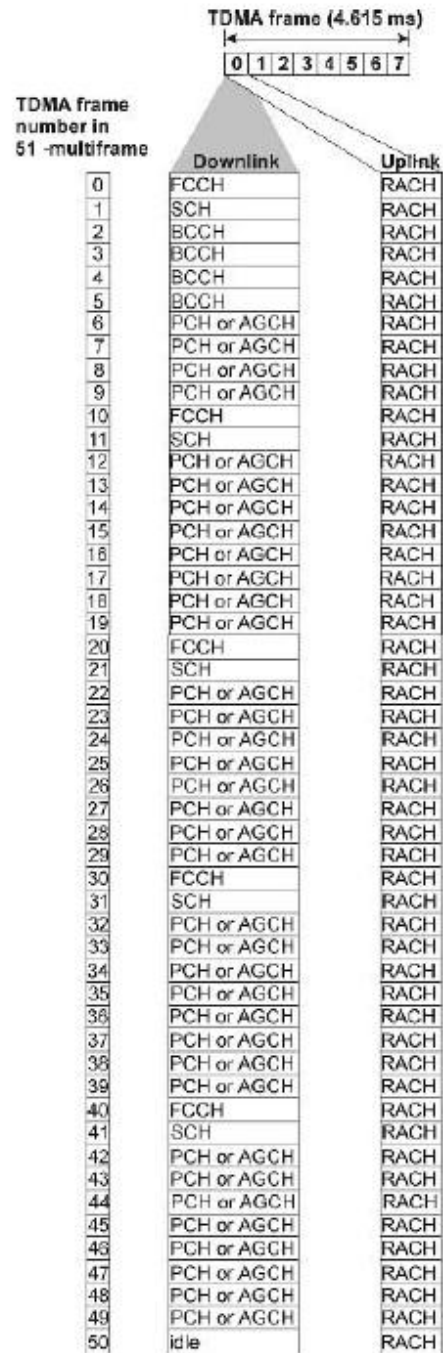 TDMA frame (4.615 ms)
0 1 2 3 4 5 6 7
TDMA frame
number in
51 -multiframe
Downlink Uplink
0 FCCH RACH
1 SCH RACH
2 BCCH RACH
3 BCCH RACH
4 BCCH RACH
5 BCCH RACH
6 PCH or AGCH RACH
7 PCH or AGCH RACH
8 PCH or AGCH RACH
9 PCH or AGCH RACH
10 FCCH RACH
11 SCH RACH
12 PCH or AGCH RACH
13 PCH or AGCH RACH
14 PCH or AGCH RACH
15 PCH or AGCH RACH
16 PCH or AGCH RACH
17 PCH or AGCH RACH
18 PCH or AGCH RACH
19 PCH or AGCH RACH
20 FCCH RACH
21 SCH RACH
22 PCH or AGCH RACH
23 PCH or AGCH RACH
24 PCH or AGCH RACH
25 PCH or AGCH RACH
26 PCH or AGCH RACH
27 PCH or AGCH RACH
28 PCH or AGCH RACH
29 PCH or AGCH RACH
30 FCCH RACH
31 SCH RACH
32 PCH or AGCH RACH
33 PCH or AGCH RACH
34 PCH or AGCH RACH
35 PCH or AGCH RACH
36 PCH or AGCH RACH
37 PCH or AGCH RACH
38 PCH or AGCH RACH
39 PCH or AGCH RACH
40 FCCH RACH
41 SCH RACH
42 PCH or AGCH RACH
43 PCH or AGCH RACH
44 PCH or AGCH RACH
45 PCH or AGCH RACH
46 PCH or AGCH RACH
47 PCH or AGCH RACH
48 PCH or AGCH RACH
49 PCH or AGCH RACH
50 idle RACH